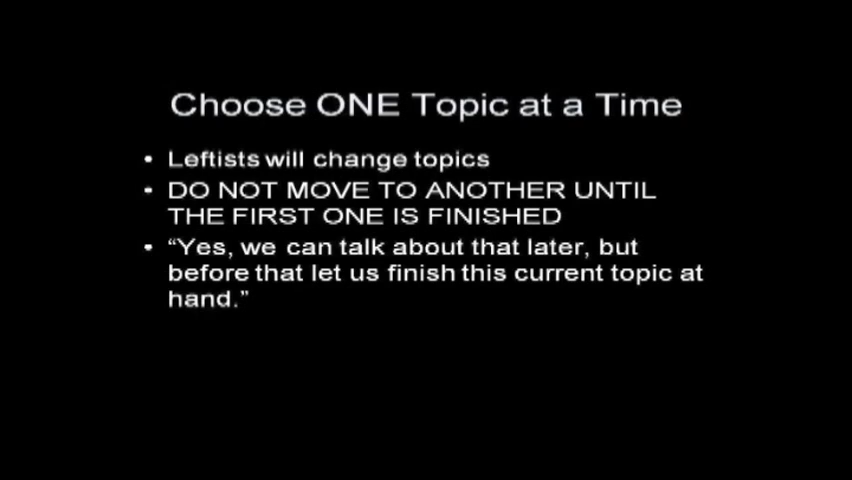 Choose ONE Topic at a Time
• Leftists will change topics
• DO NOT MOVE TO ANOTHER UNTIL
THE FIRST ONE IS FINISHED
• “Yes, we can talk about that later, but
before that let us finish this current topic at
hand.”